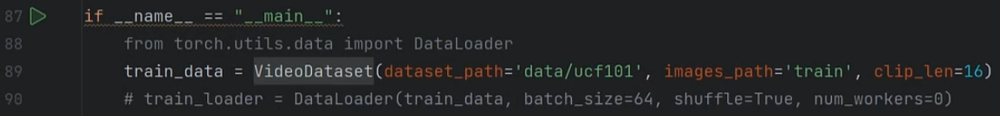 87 if __name__ == "__main__":
88 from torch.utils.data import DataLoader
89 train_data = VideoDataset(dataset_path='data/ucf101', images_path='train', clip_len=16)
90 # train_loader = DataLoader(train_data, batch_size=64, shuffle=True, num_workers=0)